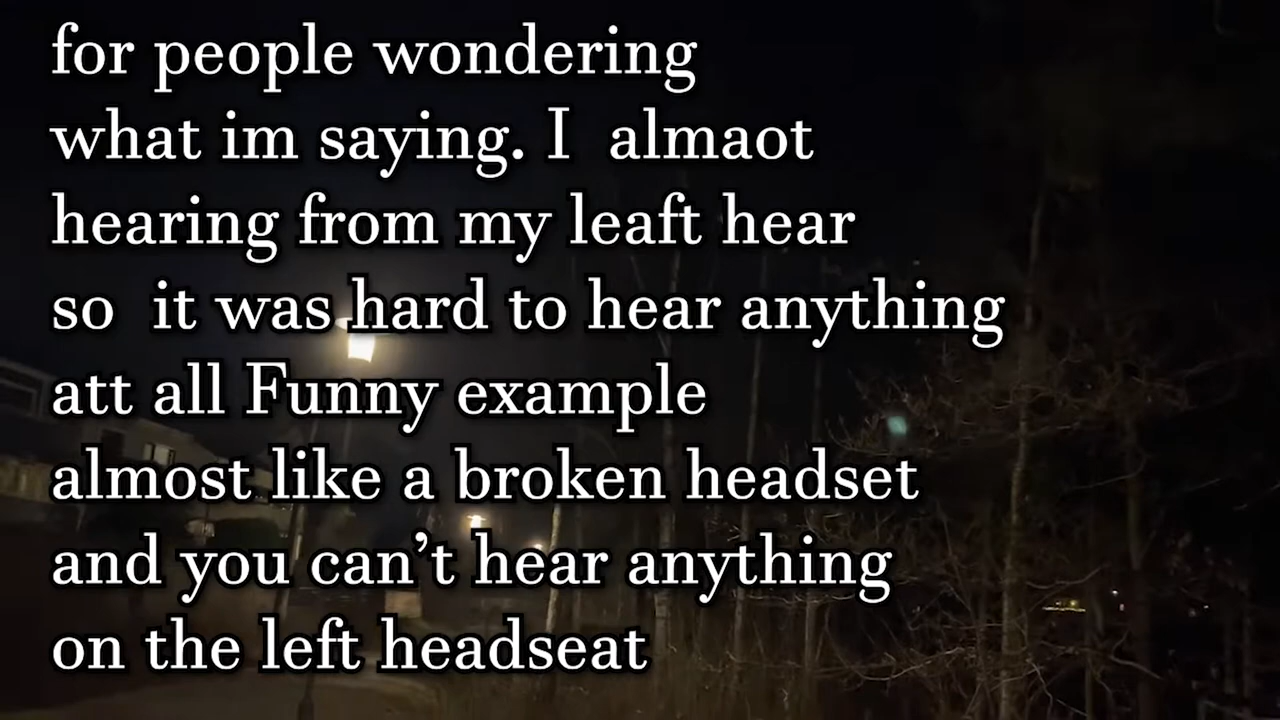 for people wondering
what im saying. I  almaot
hearing from my leaft hear
so  it was hard to hear anything
att all Funny example
almost like a broken headset
and you can't hear anything
on the left headseat